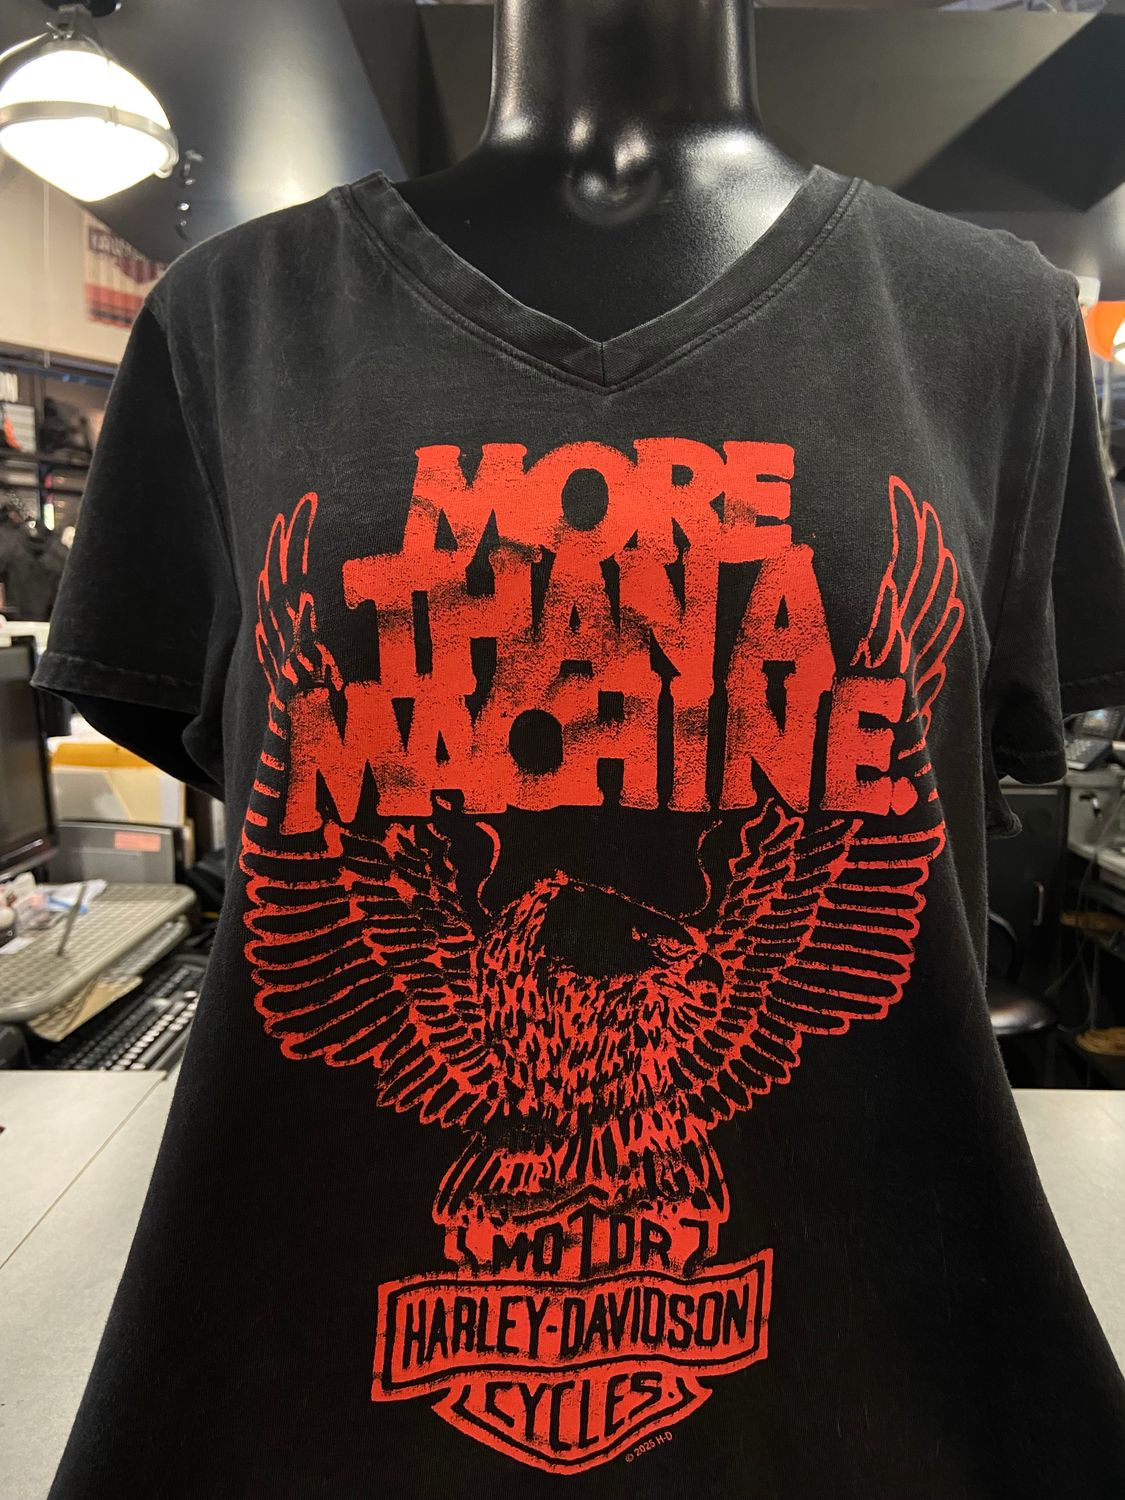 MORE
THAN A
MACHINE.
MOTOR
HARLEY-DAVIDSON
CYCLES
© 2025 H-D